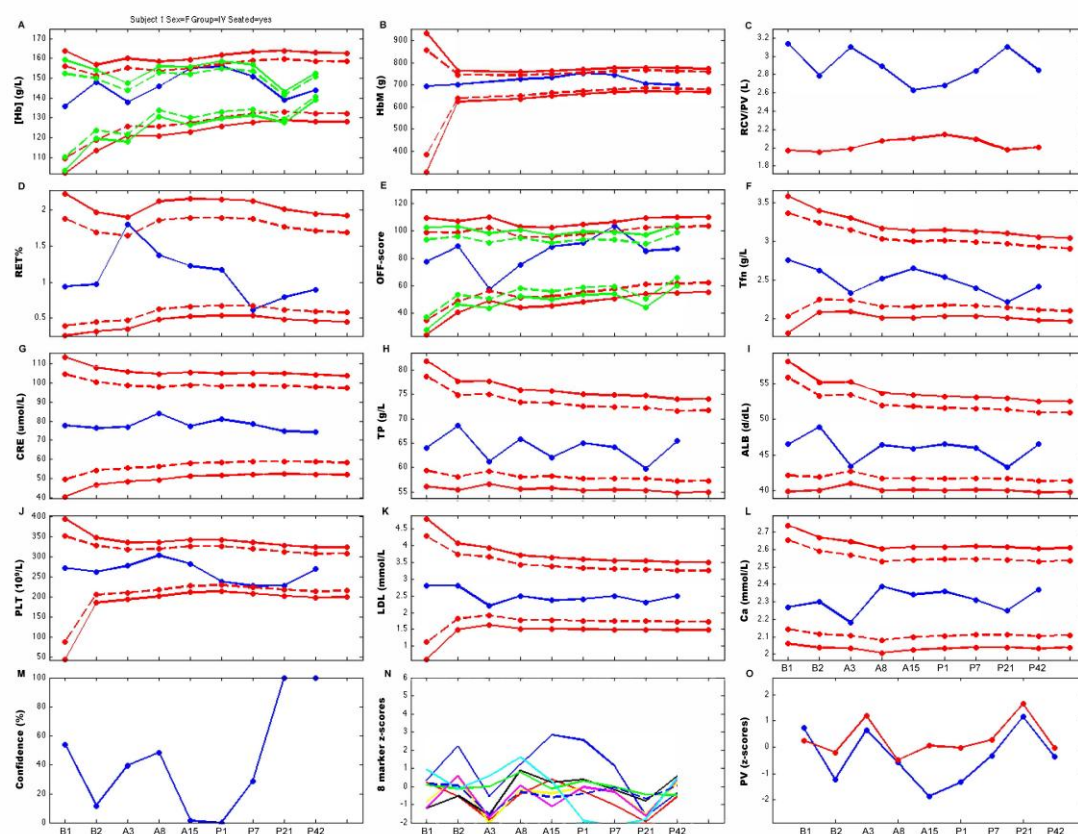 Subject 1 Sex=F Group=IV Seated=yes
A
B
C
[Hb] (g/L)
170
160
150
140
130
120
110
HbM (g)
900
800
700
600
500
400
RCV/PV (L)
3.2
3
2.8
2.6
2.4
2.2
2
1.8
D
E
F
RET%
2
1.5
1
0.5
OFF-score
120
100
80
60
40
Tfn (g/L
3.5
3
2.5
2
G
H
I
CRE (umol/L)
110
100
90
80
70
60
50
40
TP (g/L
80
75
70
65
60
55
ALB (d/dL)
55
50
45
40
J
K
L
PLT (10⁹/L)
400
350
300
250
200
150
100
50
LDL (mmol/L
4.5
4
3.5
3
2.5
2
1.5
1
Ca (mmol/L)
2.7
2.6
2.5
2.4
2.3
2.2
2.1
2
B1 B2 A3 A8 A15 P1 P7 P21 P42
M
N
O
Confidence (%)
100
80
60
40
20
0
B1 B2 A3 A8 A15 P1 P7 P21 P42
8 marker z-scores
6
5
4
3
2
1
0
-1
-2
B1 B2 A3 A8 A15 P1 P7 P21 P42
PV (z-scores)
2
1
0
-1
-2
B1 B2 A3 A8 A15 P1 P7 P21 P42